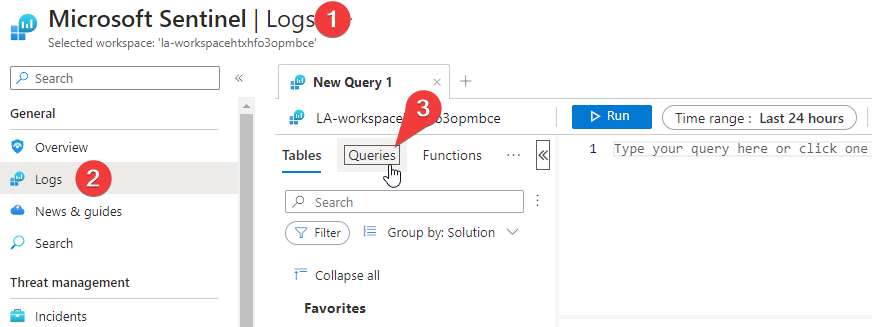 Microsoft Sentinel | Logs
1
Selected workspace: 'la-workspacehtxhfo3opmbce'
Search
«
General
Overview
Logs
2
News & guides
Search
Threat management
Incidents
New Query 1
×
+
3
LA-workspace o3opmbce
Run
Time range : Last 24 hours
Tables
Queries
Functions
...
«
Search
Filter
Group by: Solution
Collapse all
Favorites
1 Type your query here or click one